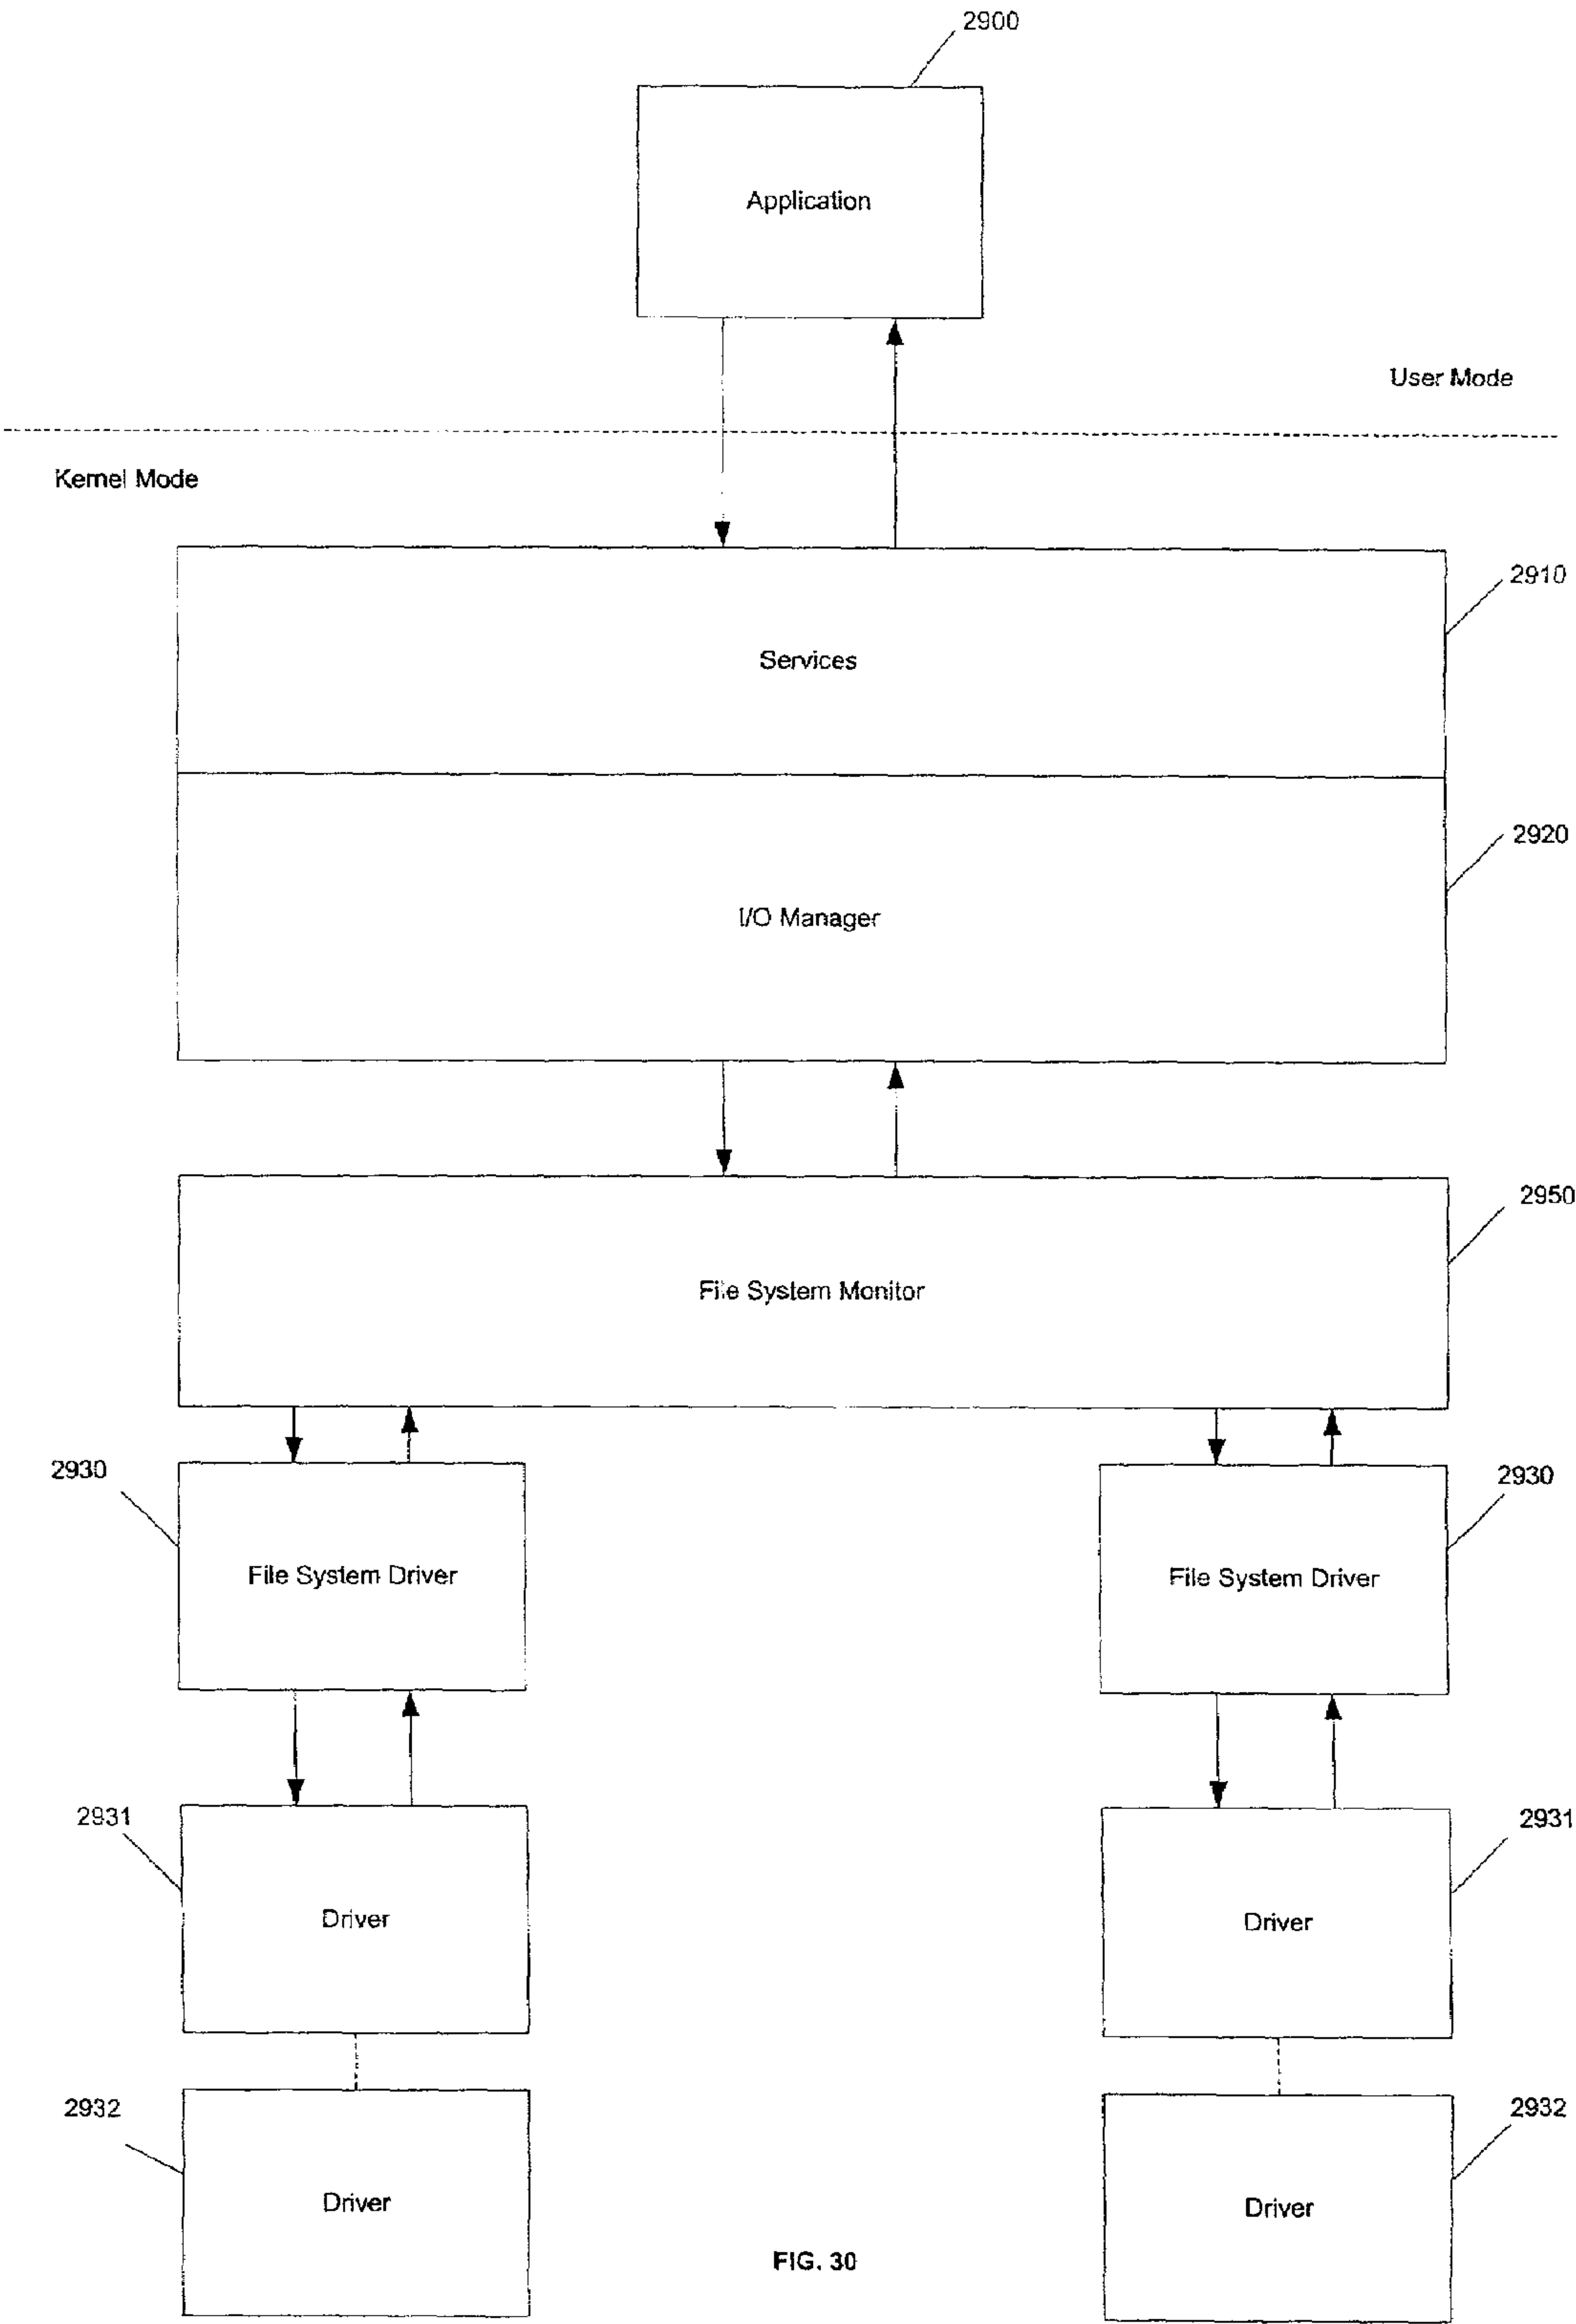 2900
Application
User Mode
Kernel Mode
2910
Services
2920
I/O Manager
2950
File System Monitor
2930
2930
File System Driver
File System Driver
2931
2931
Driver
Driver
2932
2932
Driver
Driver
FIG. 30